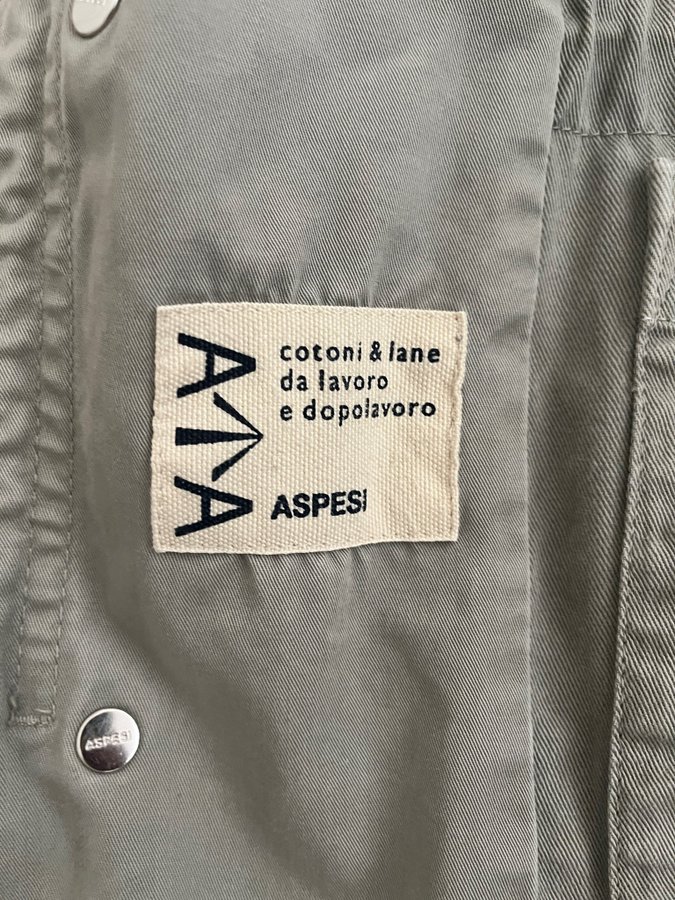 A↑A
cotoni & lane
da lavoro
e dopolavoro
ASPESI
ASPESI